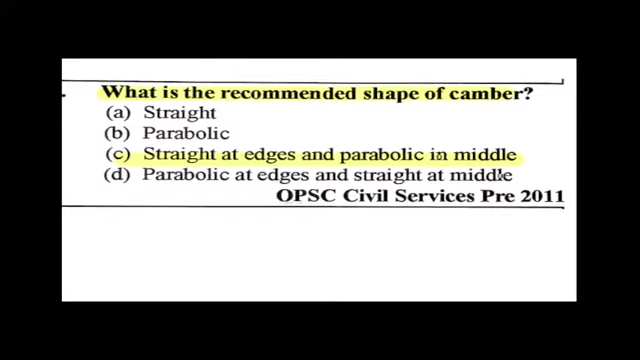 What is the recommended shape of camber?
(a) Straight
(b) Parabolic
(c) Straight at edges and parabolic in middle
(d) Parabolic at edges and straight at middle
OPSC Civil Services Pre 2011